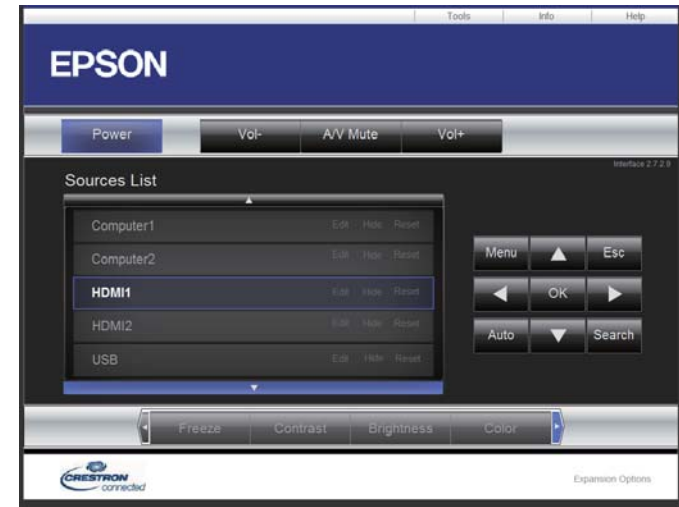 Tools Info Help
EPSON
Power Vol- A/V Mute Vol+
Interface 2.7.2.9
Sources List
Computer1 Edit Hide Reset
Computer2 Edit Hide Reset
HDMI1 Edit Hide Reset
HDMI2 Edit Hide Reset
USB Edit Hide Reset
Menu Esc
OK
Auto Search
Freeze Contrast Brightness Color
CRESTRON
connected
Expansion Options